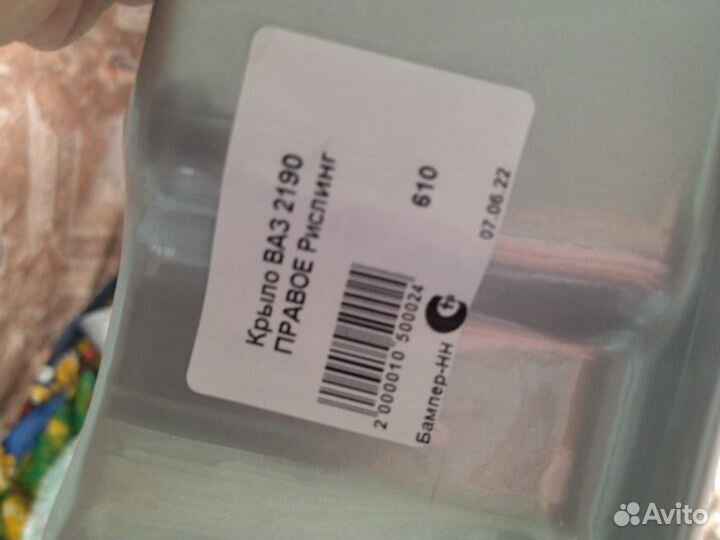 Крыло ВАЗ 2190
ПРАВОЕ Рислинг
610
2 000010 500024
Бампер-НН
07.06.22
Avito